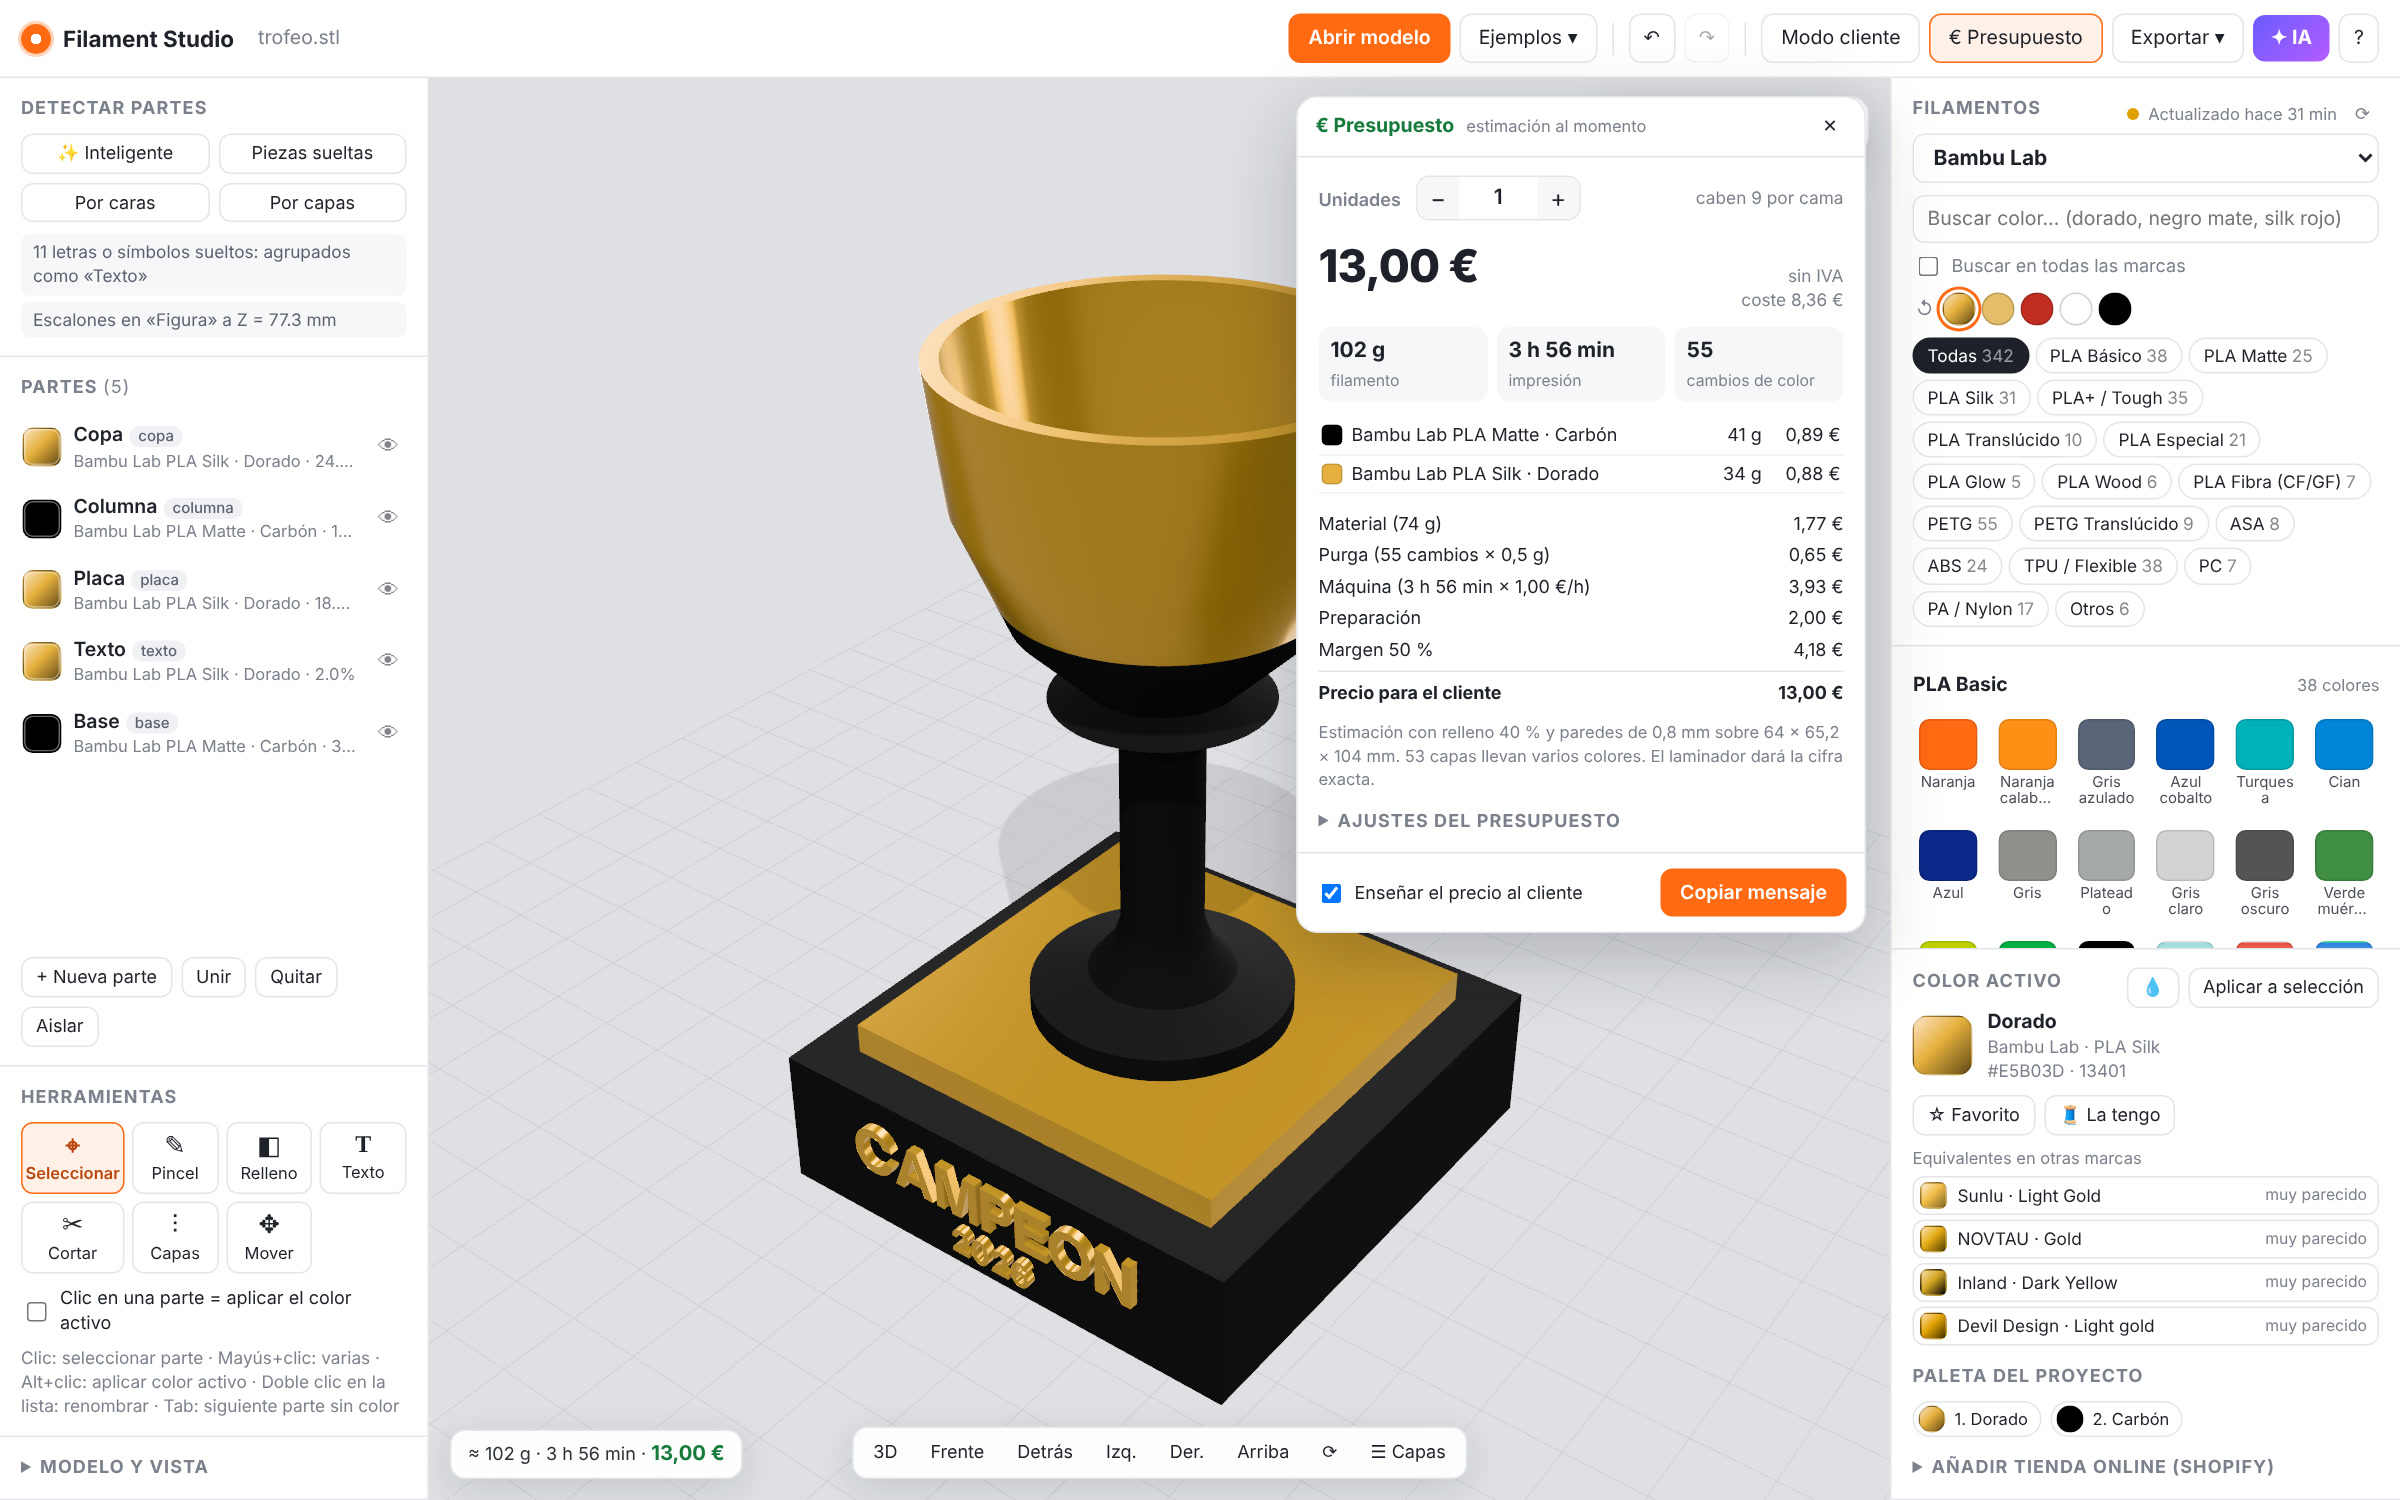 Filament Studio trofeo.stl
Abrir modelo Ejemplos ▾ ↶ ↷ Modo cliente € Presupuesto Exportar ▾ ✦ IA ?
DETECTAR PARTES
✨ Inteligente Piezas sueltas
Por caras Por capas
11 letras o símbolos sueltos: agrupados
como «Texto»
Escalones en «Figura» a Z = 77.3 mm
PARTES (5)
Copa copa
Bambu Lab PLA Silk · Dorado · 24....
Columna columna
Bambu Lab PLA Matte · Carbón · 1...
Placa placa
Bambu Lab PLA Silk · Dorado · 18....
Texto texto
Bambu Lab PLA Silk · Dorado · 2.0%
Base base
Bambu Lab PLA Matte · Carbón · 3...
+ Nueva parte Unir Quitar
Aislar
HERRAMIENTAS
Seleccionar Pincel Relleno T Texto
Cortar Capas Mover
Clic en una parte = aplicar el color
activo
Clic: seleccionar parte · Mayús+clic: varias ·
Alt+clic: aplicar color activo · Doble clic en la
lista: renombrar · Tab: siguiente parte sin color
▶ MODELO Y VISTA
CAMPEON
2026
≈ 102 g · 3 h 56 min · 13,00 €
3D Frente Detrás Izq. Der. Arriba ⟳ ☰ Capas
€ Presupuesto estimación al momento ×
Unidades − 1 + caben 9 por cama
13,00 €
sin IVA
coste 8,36 €
102 g
filamento
3 h 56 min
impresión
55
cambios de color
Bambu Lab PLA Matte · Carbón 41 g 0,89 €
Bambu Lab PLA Silk · Dorado 34 g 0,88 €
Material (74 g) 1,77 €
Purga (55 cambios × 0,5 g) 0,65 €
Máquina (3 h 56 min × 1,00 €/h) 3,93 €
Preparación 2,00 €
Margen 50 % 4,18 €
Precio para el cliente 13,00 €
Estimación con relleno 40 % y paredes de 0,8 mm sobre 64 × 65,2
× 104 mm. 53 capas llevan varios colores. El laminador dará la cifra
exacta.
▶ AJUSTES DEL PRESUPUESTO
Enseñar el precio al cliente Copiar mensaje
FILAMENTOS Actualizado hace 31 min ⟳
Bambu Lab
Buscar color... (dorado, negro mate, silk rojo)
Buscar en todas las marcas
Todas 342 PLA Básico 38 PLA Matte 25
PLA Silk 31 PLA+ / Tough 35
PLA Translúcido 10 PLA Especial 21
PLA Glow 5 PLA Wood 6 PLA Fibra (CF/GF) 7
PETG 55 PETG Translúcido 9 ASA 8
ABS 24 TPU / Flexible 38 PC 7
PA / Nylon 17 Otros 6
PLA Basic 38 colores
Naranja
Naranja
calab...
Gris
azulado
Azul
cobalto
Turques
a
Cian
Azul
Gris
Platead
o
Gris
claro
Gris
oscuro
Verde
muér...
COLOR ACTIVO 💧 Aplicar a selección
Dorado
Bambu Lab · PLA Silk
#E5B03D · 13401
☆ Favorito 🧵 La tengo
Equivalentes en otras marcas
Sunlu · Light Gold muy parecido
NOVTAU · Gold muy parecido
Inland · Dark Yellow muy parecido
Devil Design · Light gold muy parecido
PALETA DEL PROYECTO
1. Dorado 2. Carbón
▶ AÑADIR TIENDA ONLINE (SHOPIFY)